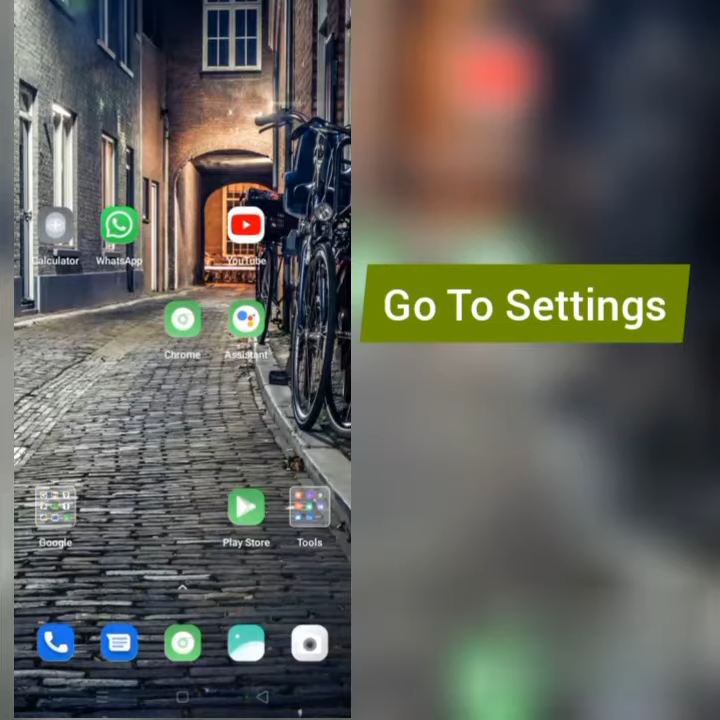 Calculator
WhatsApp
YouTube
Chrome
Assistant
Google
Play Store
Tools
Go To Settings